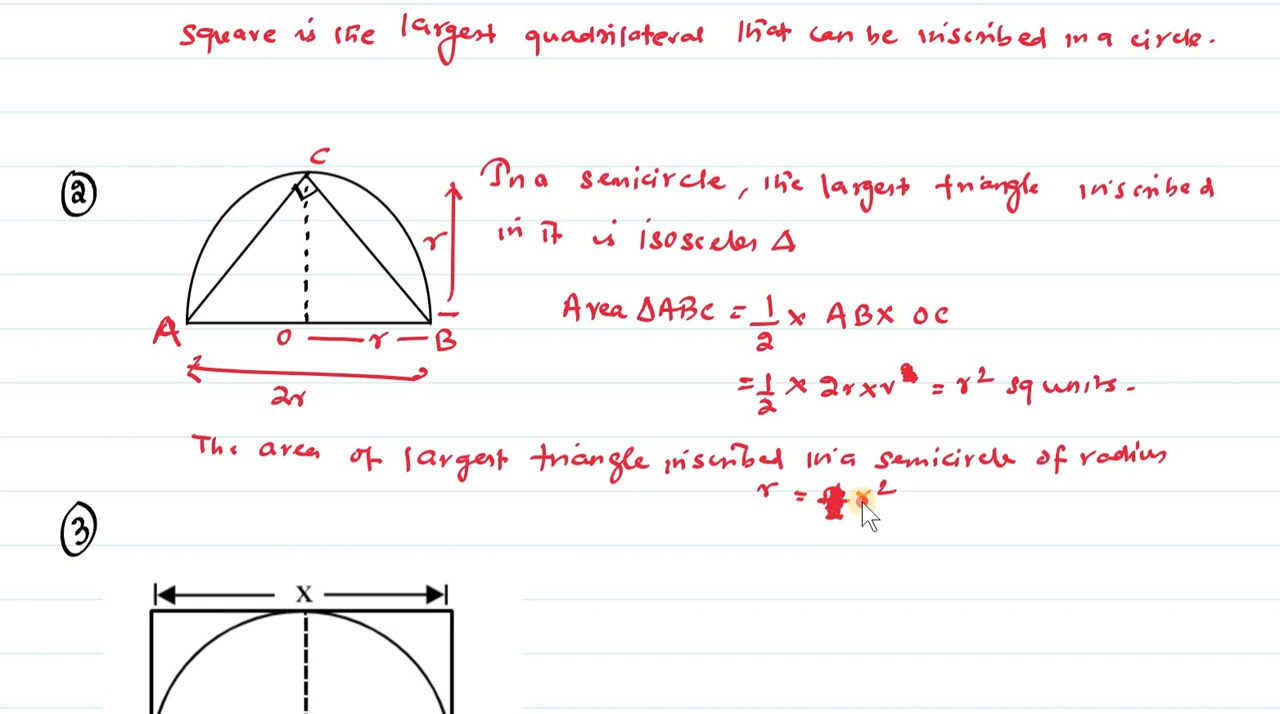 Square is the largest quadrilateral that can be inscribed in a circle.
②
C
In a semicircle, the largest triangle inscribed
in it is isosceles Δ
r
A
O
r
B
2r
Area ΔABC = 1/2 × AB × OC
= 1/2 × 2r × r = r² sq units.
The area of largest triangle inscribed in a semicircle of radius
r = r²
③
X